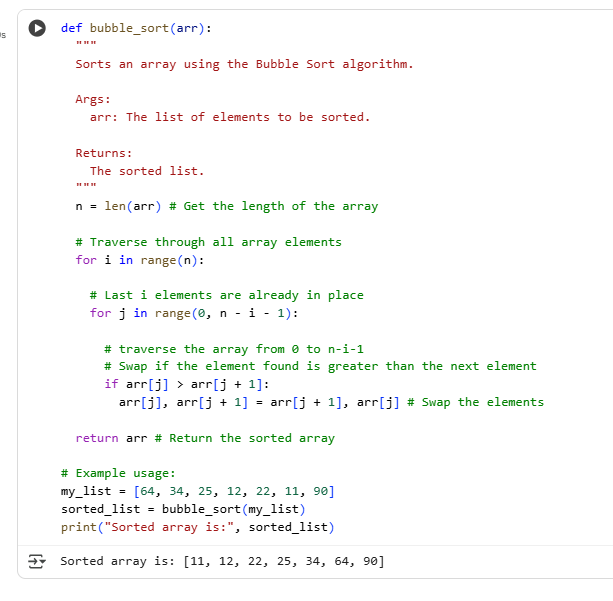 s
def bubble_sort(arr):
"""
Sorts an array using the Bubble Sort algorithm.
Args:
arr: The list of elements to be sorted.
Returns:
The sorted list.
"""
n = len(arr) # Get the length of the array
# Traverse through all array elements
for i in range(n):
# Last i elements are already in place
for j in range(0, n - i - 1):
# traverse the array from 0 to n-i-1
# Swap if the element found is greater than the next element
if arr[j] > arr[j + 1]:
arr[j], arr[j + 1] = arr[j + 1], arr[j] # Swap the elements
return arr # Return the sorted array
# Example usage:
my_list = [64, 34, 25, 12, 22, 11, 90]
sorted_list = bubble_sort(my_list)
print("Sorted array is:", sorted_list)
Sorted array is: [11, 12, 22, 25, 34, 64, 90]